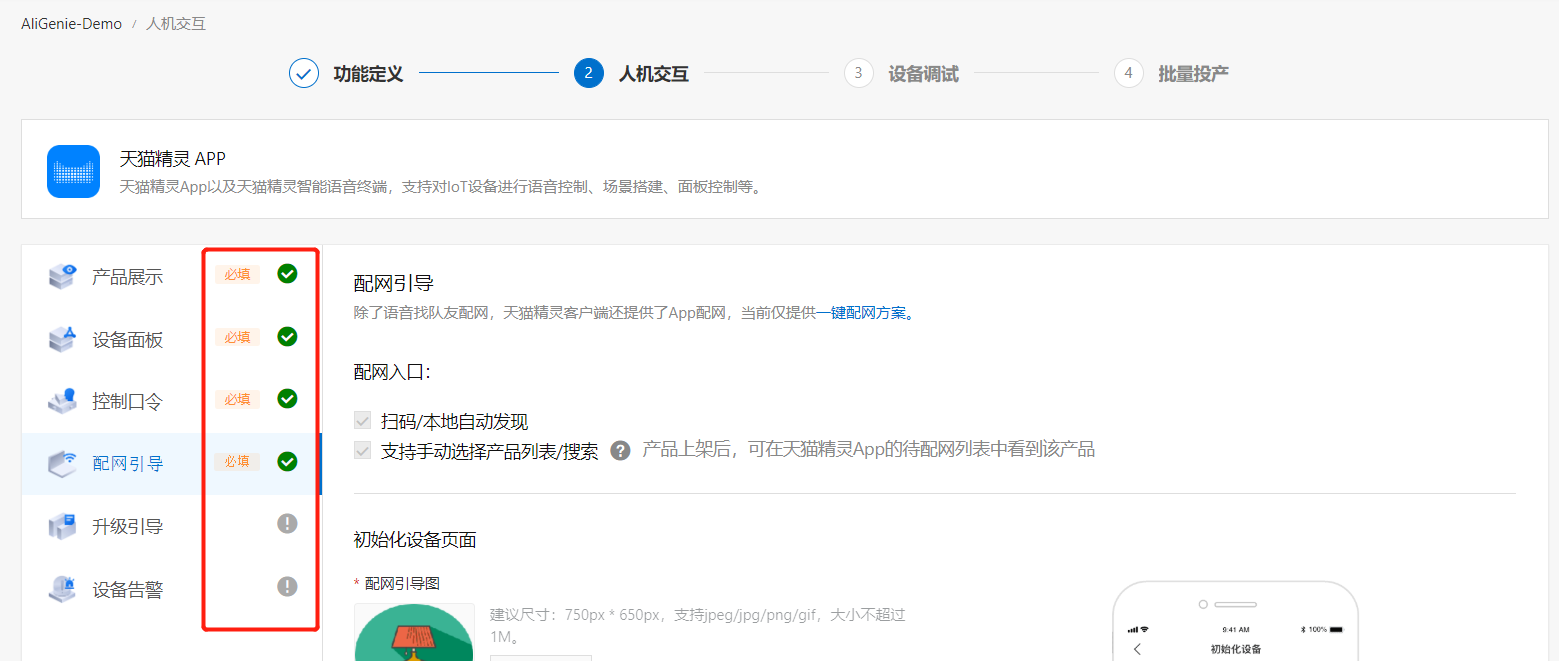 AliGenie-Demo / 人机交互
功能定义 2 人机交互 3 设备调试 4 批量投产
天猫精灵 APP
天猫精灵App以及天猫精灵智能语音终端，支持对IoT设备进行语音控制、场景搭建、面板控制等。
产品展示 必填
设备面板 必填
控制口令 必填
配网引导 必填
升级引导
设备告警
配网引导
除了语音找队友配网，天猫精灵客户端还提供了App配网，当前仅提供一键配网方案。
配网入口：
扫码/本地自动发现
支持手动选择产品列表/搜索 ? 产品上架后，可在天猫精灵App的待配网列表中看到该产品
初始化设备页面
* 配网引导图
建议尺寸：750px * 650px，支持jpeg/jpg/png/gif，大小不超过
1M。
9:41 AM 100%
初始化设备